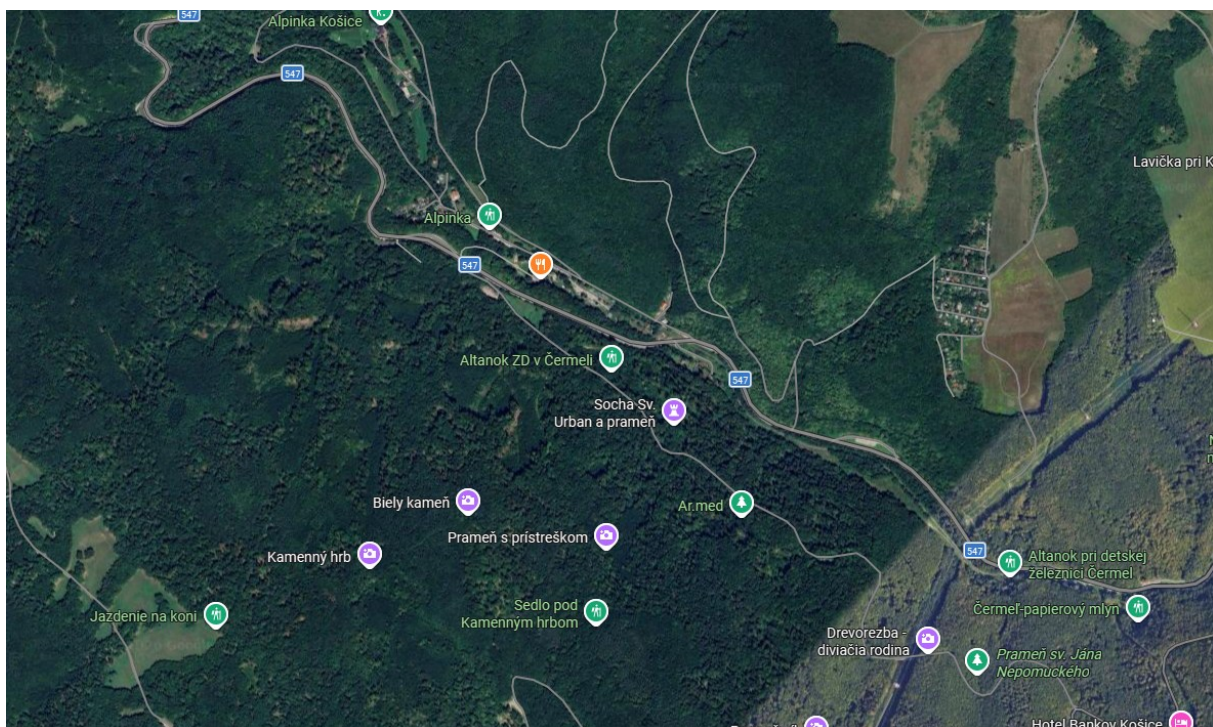 547
Alpinka Košice
547
Lavička pri K
Alpinka
547
Altanok ZD v Čermeli
547
Socha Sv.
Urban a prameň
Biely kameň
Ar.med
Prameň s prístreškom
Kamenný hrb
547
Altanok pri detskej
železnici Čermeľ
Jazdenie na koni
Sedlo pod
Kamenným hrbom
Čermeľ-papierový mlyn
Drevorezba -
diviačia rodina
Prameň sv. Jána
Nepomuckého
Hotel Bankov Košice